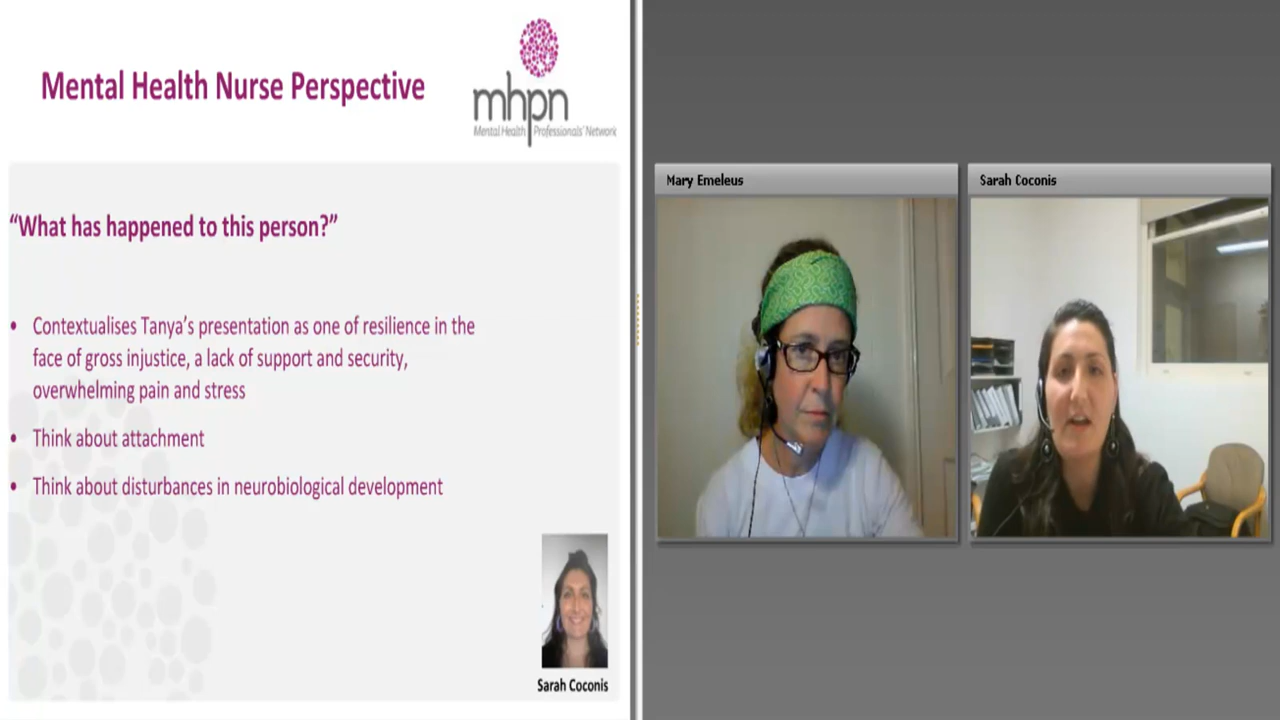 Mental Health Nurse Perspective
mhpn
Mental Health Professionals' Network
"What has happened to this person?"
• Contextualises Tanya's presentation as one of resilience in the
face of gross injustice, a lack of support and security,
overwhelming pain and stress
• Think about attachment
• Think about disturbances in neurobiological development
Sarah Coconis
Mary Emeleus
Sarah Coconis